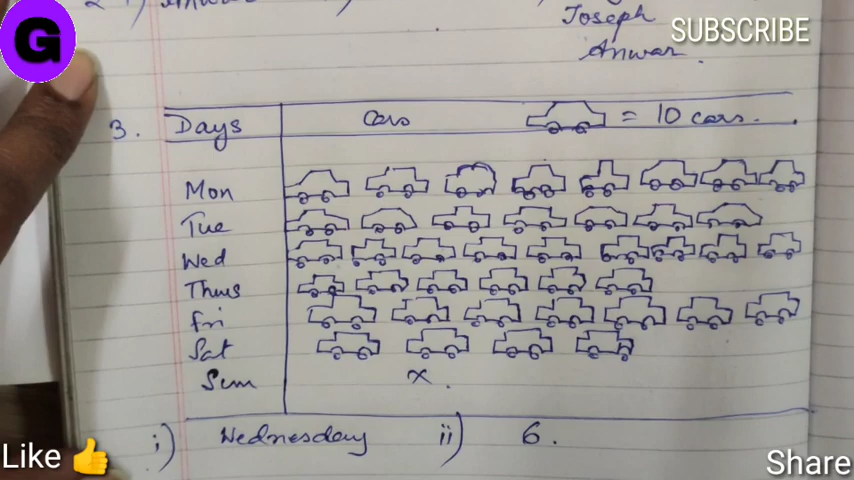 G
Joseph
SUBSCRIBE
Anwar.
3. Days Cars = 10 cars.
Mon
Tue
Wed
Thurs
Fri
Sat
Sun x.
i) Wednesday ii) 6.
Like 👍
Share